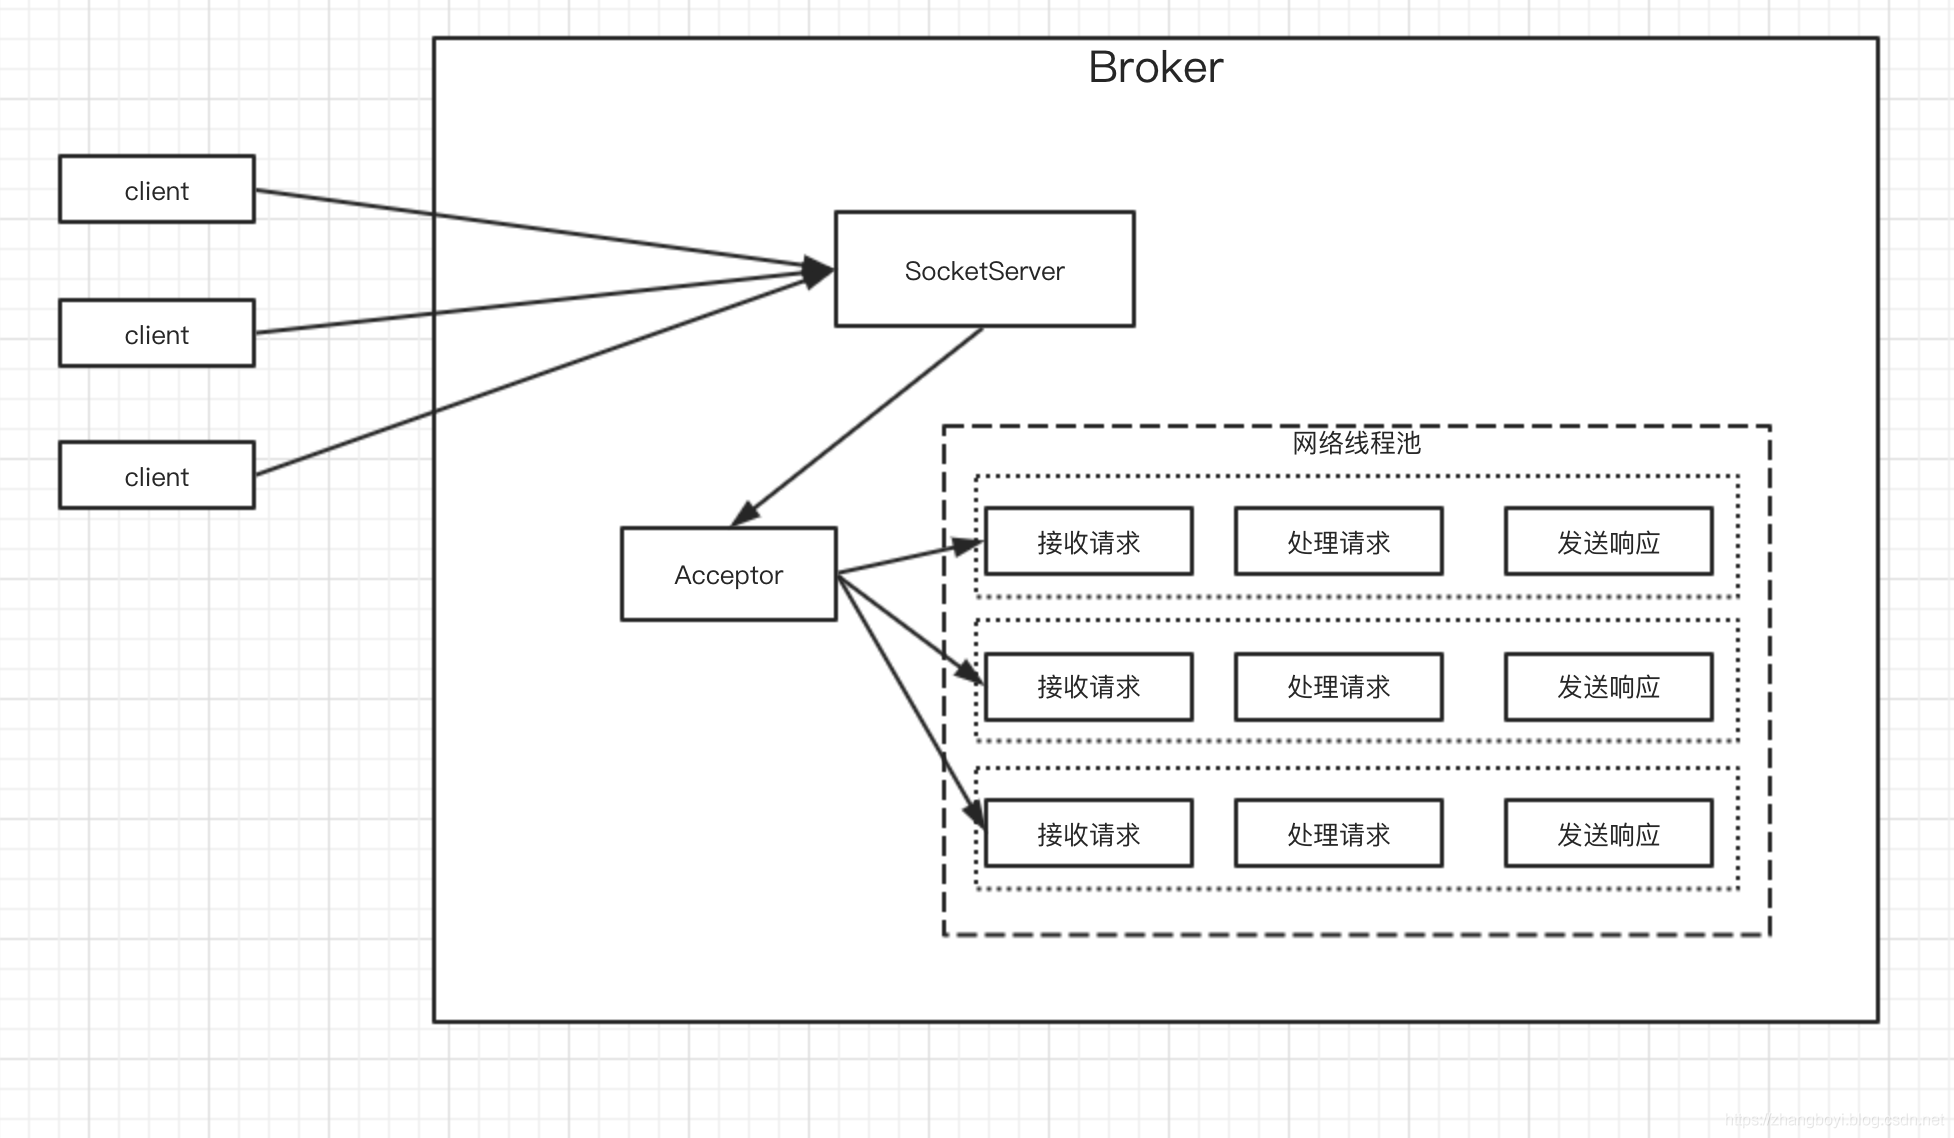 Broker
client
client
client
SocketServer
Acceptor
网络线程池
接收请求
处理请求
发送响应
接收请求
处理请求
发送响应
接收请求
处理请求
发送响应
https://zhangboyi.blog.csdn.net